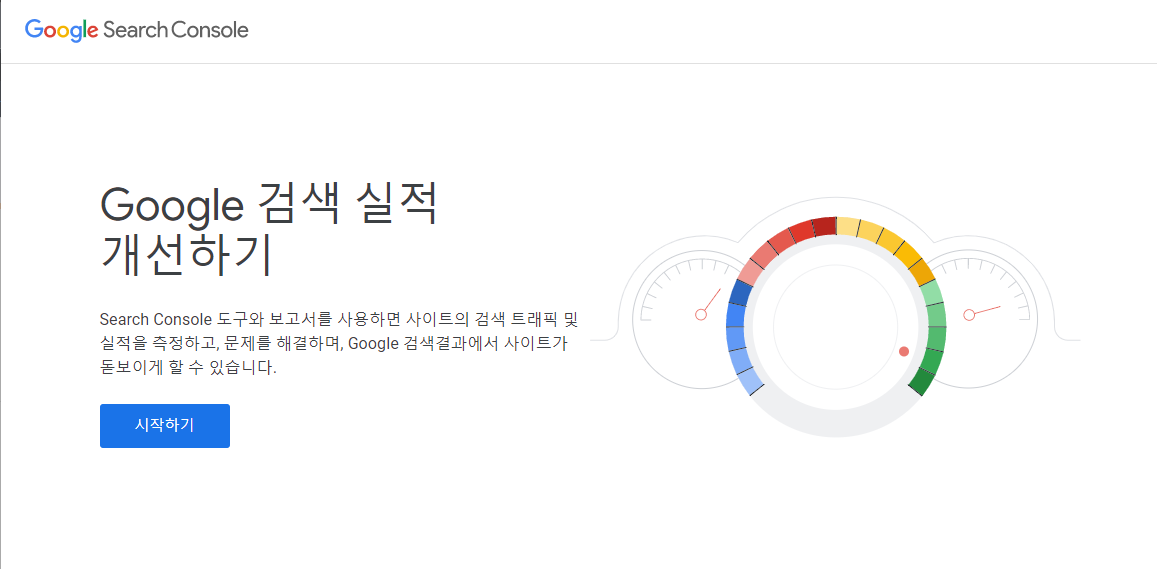 Google Search Console
Google 검색 실적
개선하기
Search Console 도구와 보고서를 사용하면 사이트의 검색 트래픽 및
실적을 측정하고, 문제를 해결하며, Google 검색결과에서 사이트가
돋보이게 할 수 있습니다.
시작하기